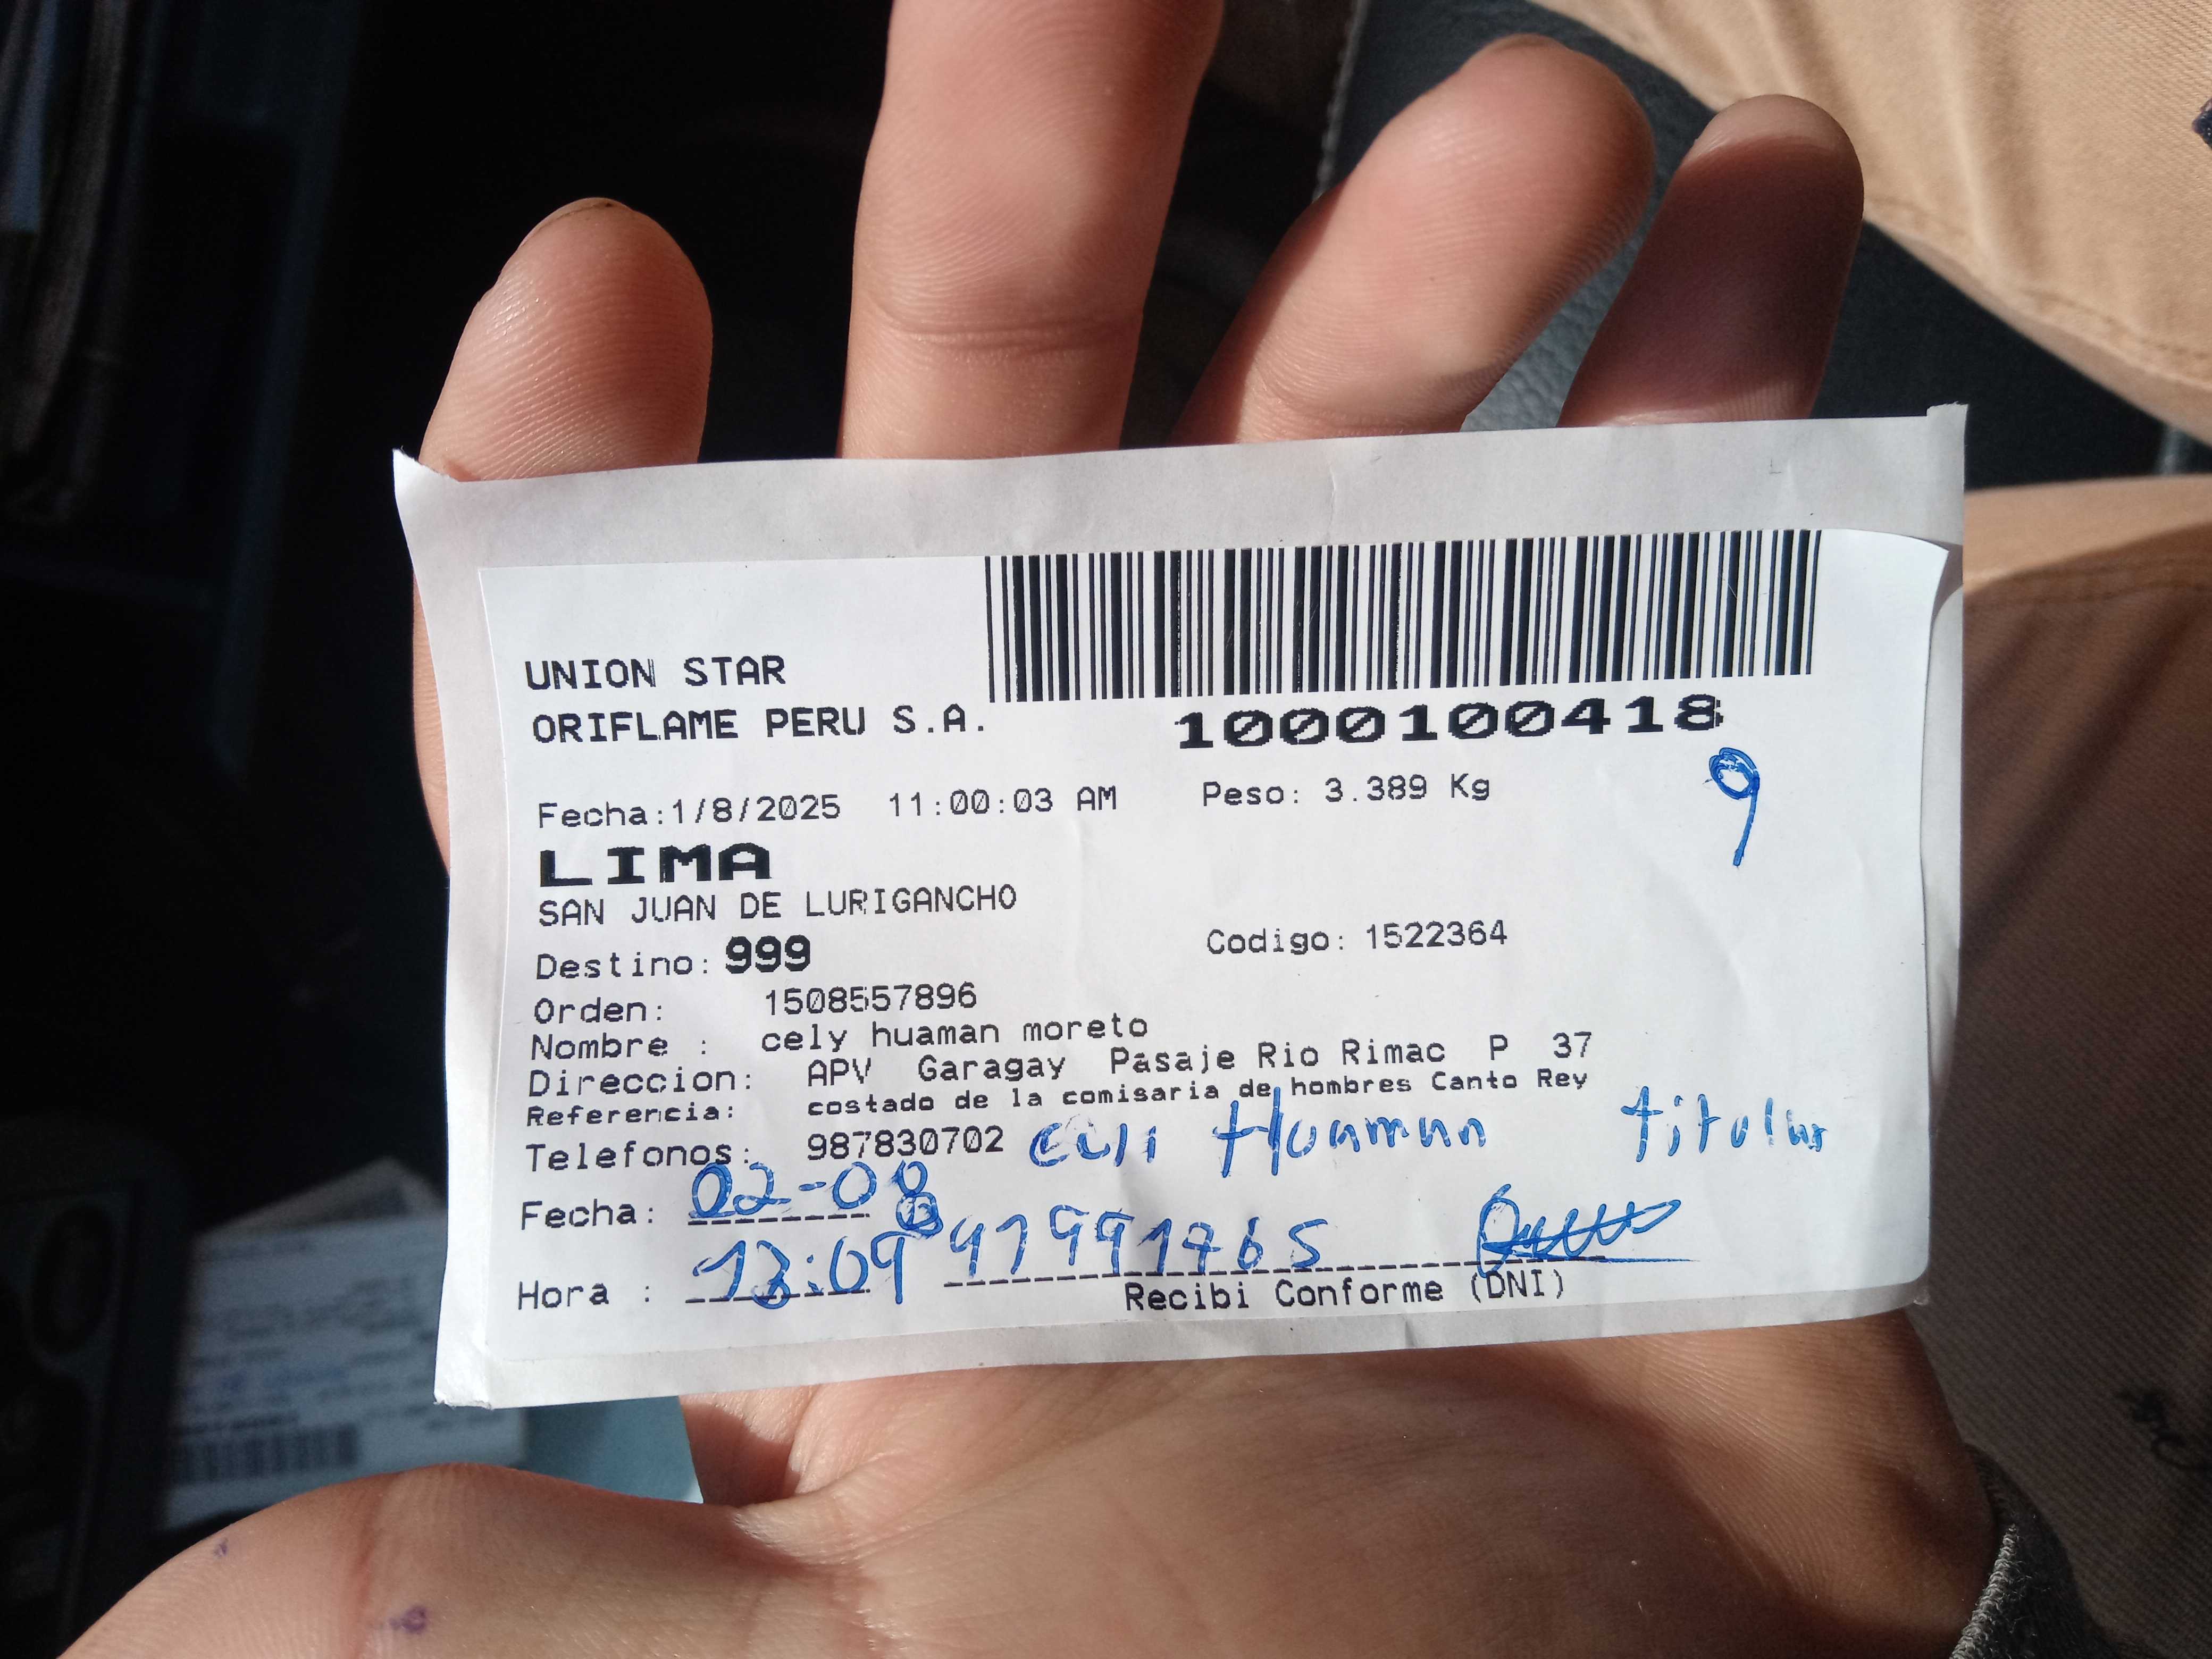 UNION STAR
ORIFLAME PERU S.A.
1000100418
9
Fecha:1/8/2025 11:00:03 AM Peso: 3.389 Kg
LIMA
SAN JUAN DE LURIGANCHO
Destino: 999 Codigo: 1522364
Orden: 1508557896
Nombre : cely huaman moreto
Direccion: APV Garagay Pasaje Rio Rimac P 37
Referencia: costado de la comisaria de hombres Canto Rey
Telefonos: 987830702 Huaman titular
Fecha: 02-08
Hora : 13:09
Recibi Conforme (DNI)